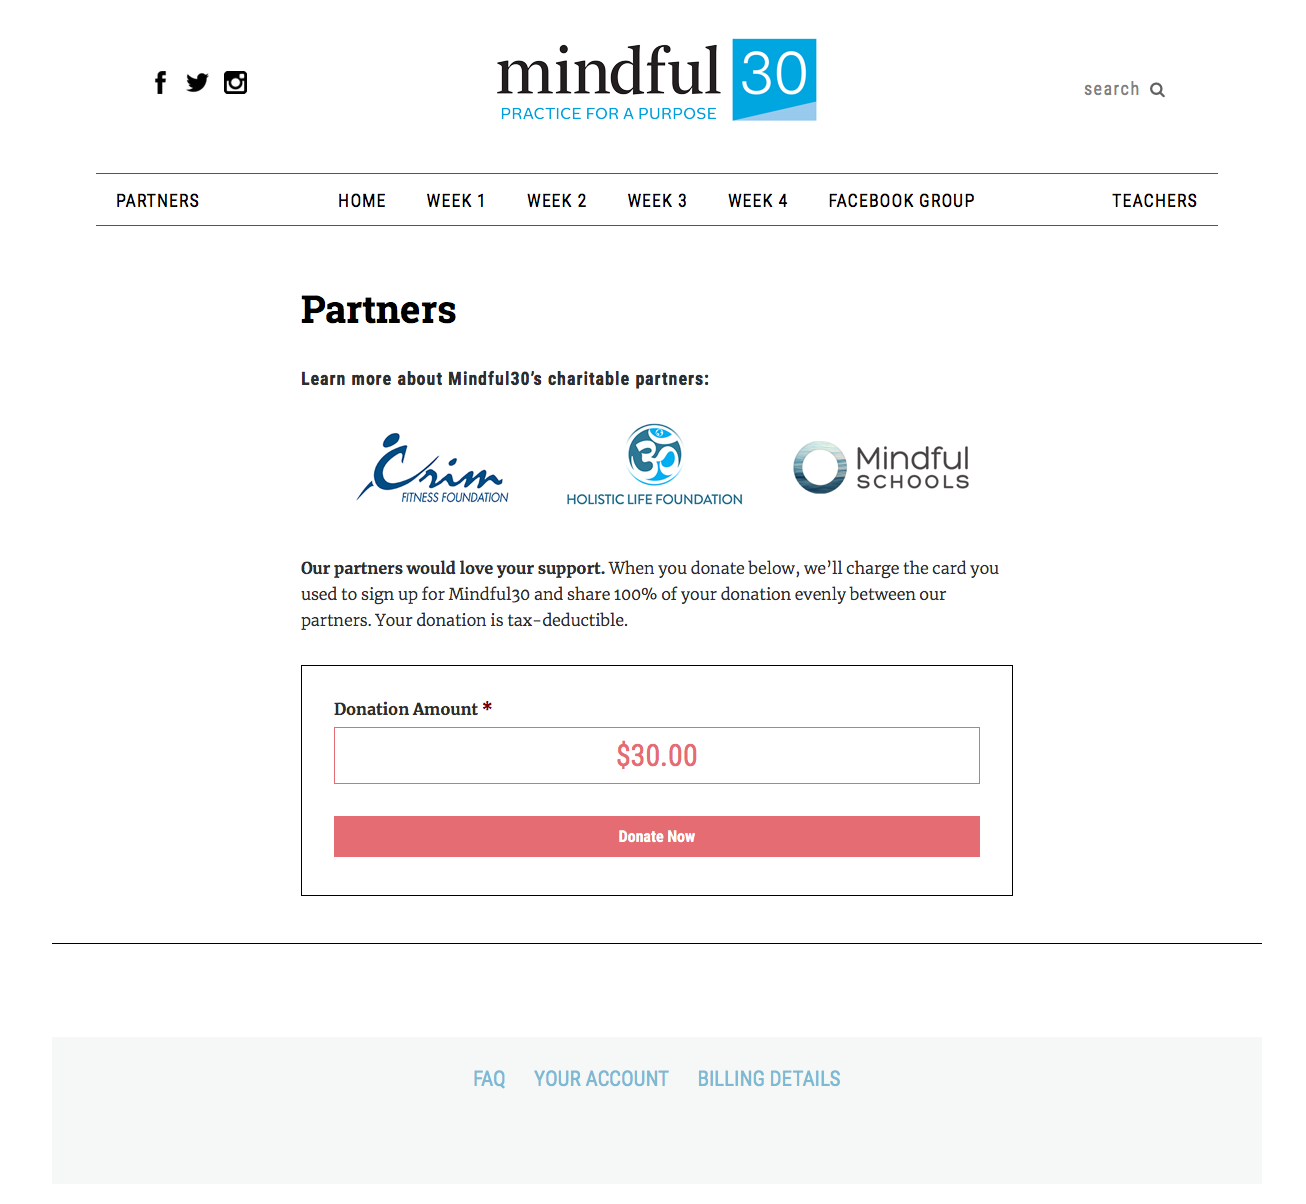 mindful 30
PRACTICE FOR A PURPOSE
search
PARTNERS HOME WEEK 1 WEEK 2 WEEK 3 WEEK 4 FACEBOOK GROUP TEACHERS
Partners
Learn more about Mindful30’s charitable partners:
Crim
FITNESS FOUNDATION
HOLISTIC LIFE FOUNDATION
Mindful
SCHOOLS
Our partners would love your support. When you donate below, we’ll charge the card you
used to sign up for Mindful30 and share 100% of your donation evenly between our
partners. Your donation is tax-deductible.
Donation Amount *
$30.00
Donate Now
FAQ YOUR ACCOUNT BILLING DETAILS